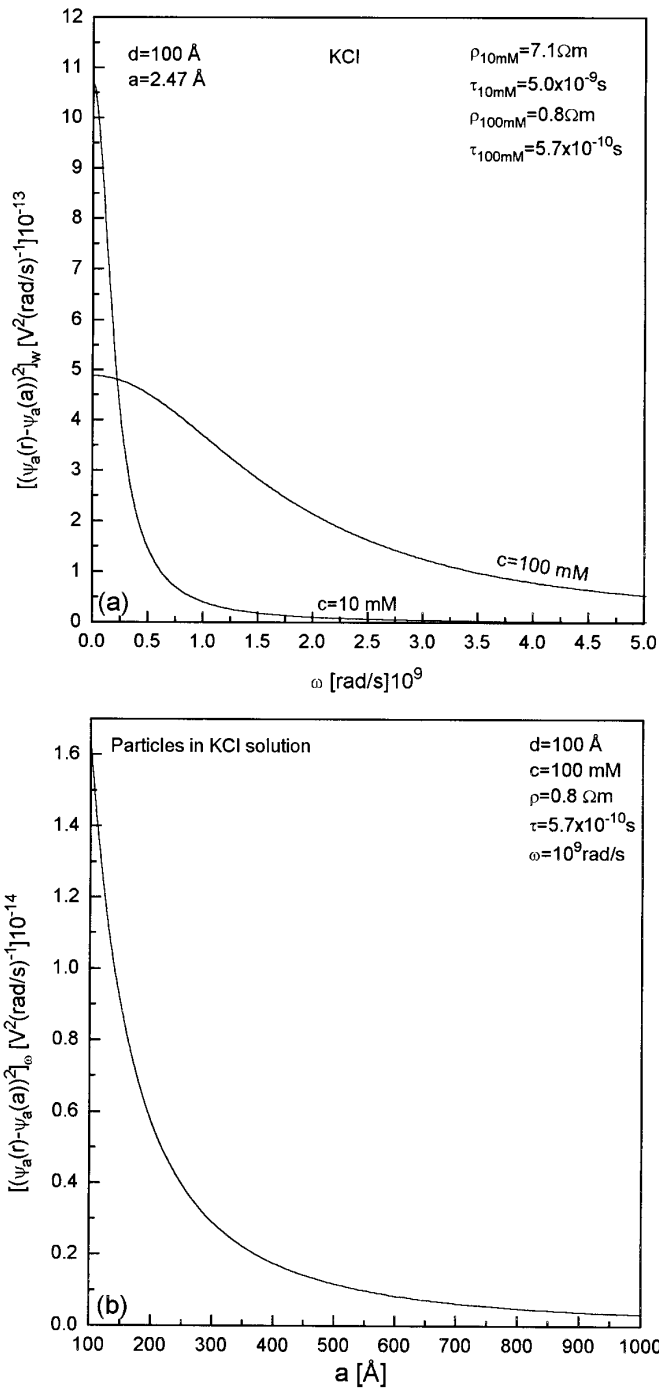 12
11
10
9
8
7
6
5
4
3
2
1
0
d=100 Å
a=2.47 Å
KCl
ρ10mM=7.1Ωm
τ10mM=5.0x10-9s
ρ100mM=0.8Ωm
τ100mM=5.7x10-10s
[(ψa(r)-ψa(a))2]w [V2(rad/s)-1]10-13
c=100 mM
c=10 mM
(a)
0.0 0.5 1.0 1.5 2.0 2.5 3.0 3.5 4.0 4.5 5.0
ω [rad/s]109
1.6
1.4
1.2
1.0
0.8
0.6
0.4
0.2
0.0
Particles in KCl solution
d=100 Å
c=100 mM
ρ=0.8 Ωm
τ=5.7x10-10s
ω=109rad/s
[(ψa(r)-ψa(a))2]ω [V2(rad/s)-1]10-14
(b)
100 200 300 400 500 600 700 800 900 1000
a [Å]